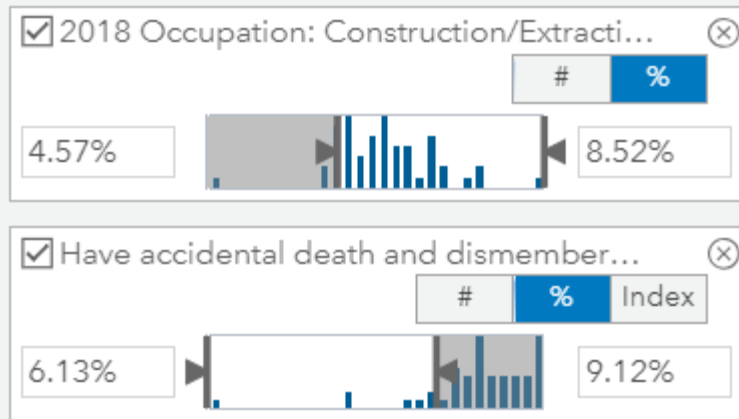 2018 Occupation: Construction/Extracti...
# %
4.57% 8.52%
Have accidental death and dismember...
# % Index
6.13% 9.12%